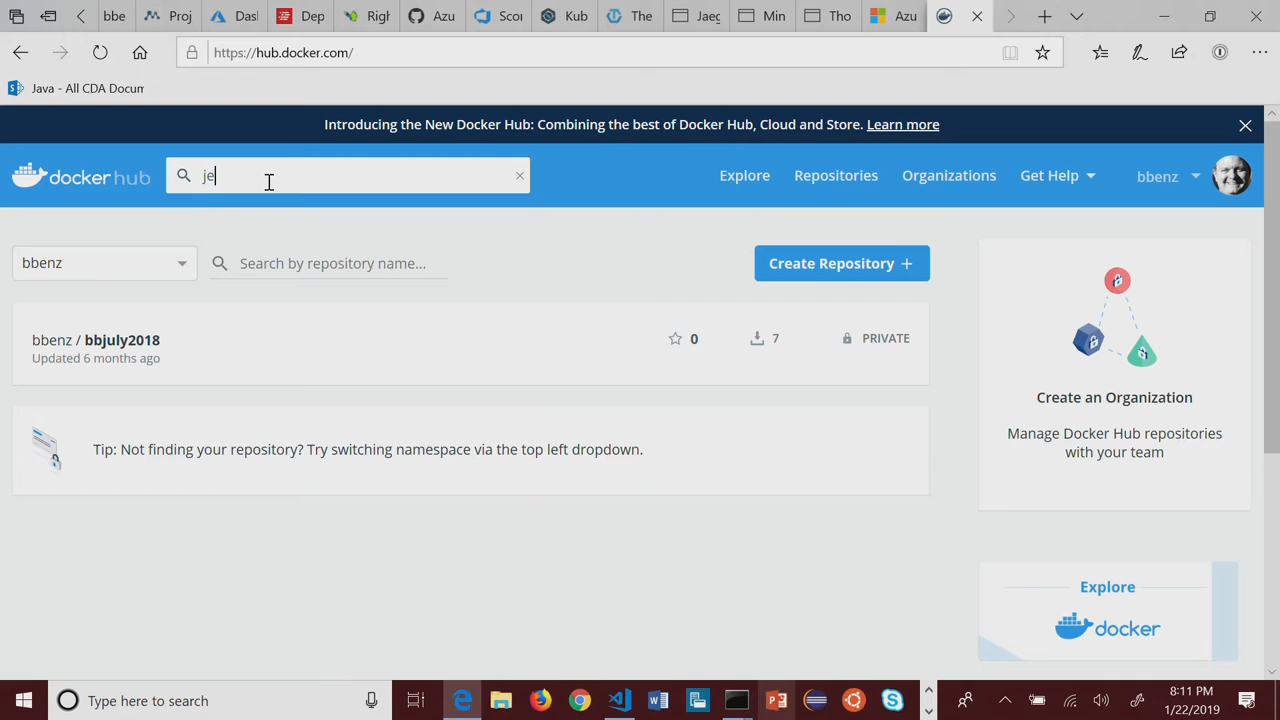 bbe
Proj
Das
Dep
Righ
Azu
Scor
Kub
The
Jaeg
Min
Tho
Azu
https://hub.docker.com/
Java - All CDA Docum
Introducing the New Docker Hub: Combining the best of Docker Hub, Cloud and Store. Learn more
docker hub
je
Explore
Repositories
Organizations
Get Help
bbenz
bbenz
Search by repository name...
Create Repository +
bbenz / bbjuly2018
Updated 6 months ago
0
7
PRIVATE
Tip: Not finding your repository? Try switching namespace via the top left dropdown.
Create an Organization
Manage Docker Hub repositories
with your team
Explore
docker
Type here to search
8:11 PM
1/22/2019